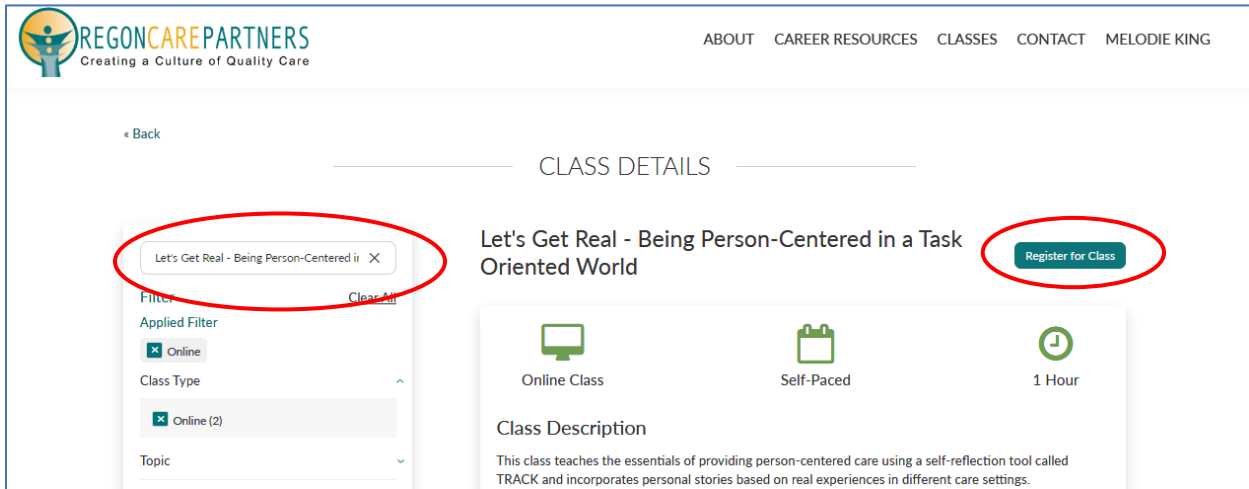 OREGONCAREPARTNERS
Creating a Culture of Quality Care
ABOUT CAREER RESOURCES CLASSES CONTACT MELODIE KING
« Back
CLASS DETAILS
Let's Get Real - Being Person-Centered in
Filter Clear All
Applied Filter
Online
Class Type
Online (2)
Topic
Let's Get Real - Being Person-Centered in a Task
Oriented World
Register for Class
Online Class Self-Paced 1 Hour
Class Description
This class teaches the essentials of providing person-centered care using a self-reflection tool called
TRACK and incorporates personal stories based on real experiences in different care settings.